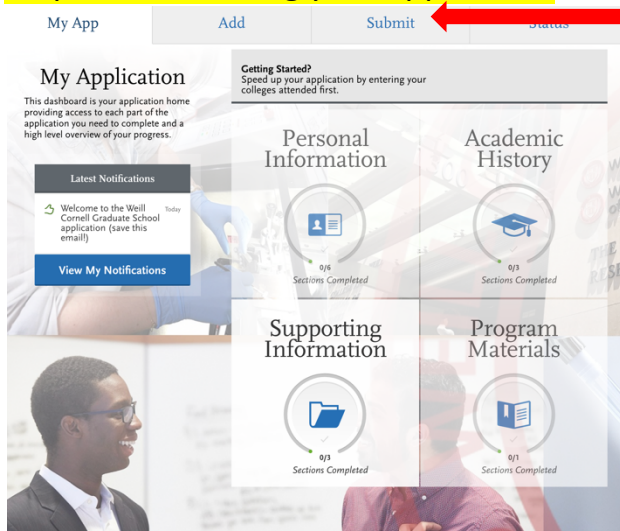 My App
Add
Submit
Status
My Application
This dashboard is your application home
providing access to each part of the
application you need to complete and a
high level overview of your progress.
Latest Notifications
Welcome to the Weill
Cornell Graduate School
application (save this
email!)
Today
View My Notifications
Getting Started?
Speed up your application by entering your
colleges attended first.
Personal
Information
0/6
Sections Completed
Academic
History
0/3
Sections Completed
Supporting
Information
0/3
Sections Completed
Program
Materials
0/1
Sections Completed